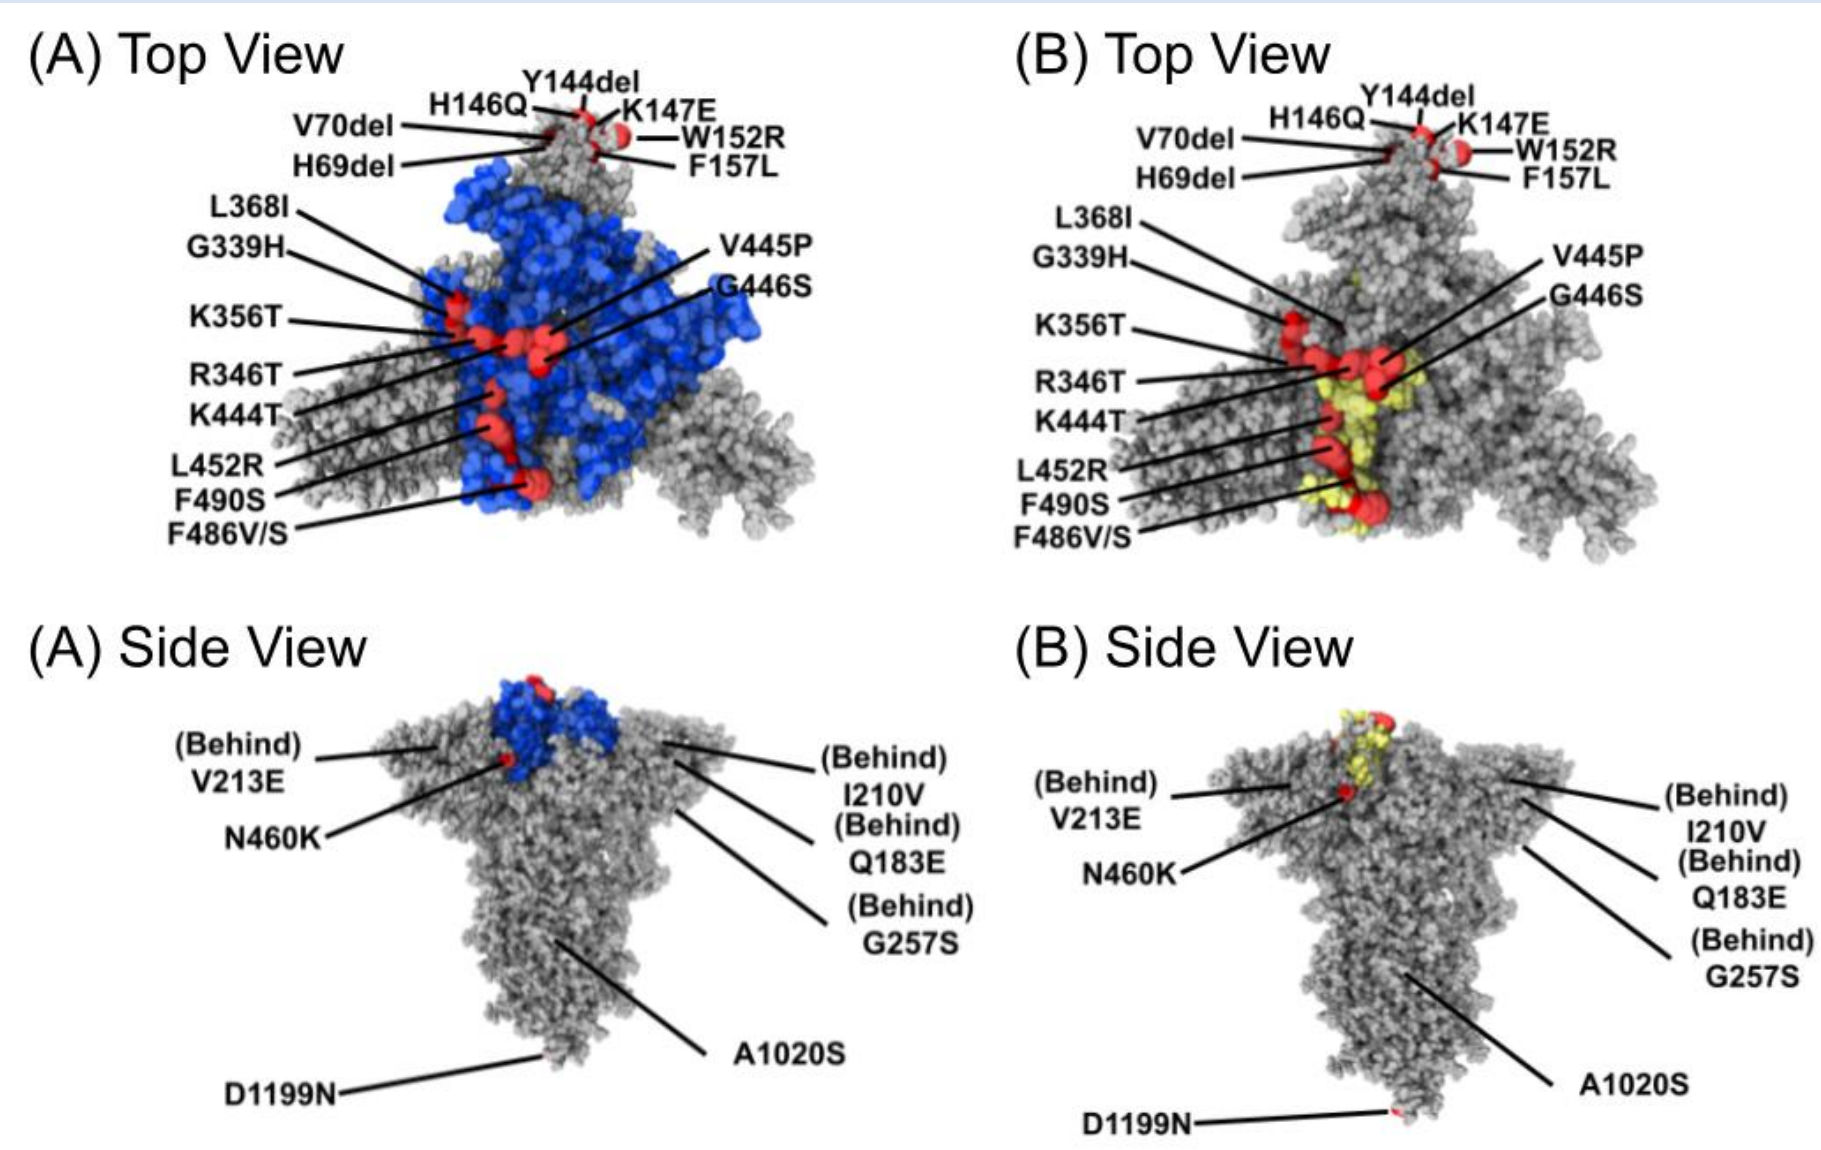 (A) Top View
Y144del
H146Q
K147E
V70del
W152R
H69del
F157L
L368I
G339H
V445P
G446S
K356T
R346T
K444T
L452R
F490S
F486V/S
(B) Top View
Y144del
H146Q
K147E
V70del
W152R
H69del
F157L
L368I
G339H
V445P
G446S
K356T
R346T
K444T
L452R
F490S
F486V/S
(A) Side View
(Behind)
V213E
N460K
(Behind)
I210V
(Behind)
Q183E
(Behind)
G257S
A1020S
D1199N
(B) Side View
(Behind)
V213E
N460K
(Behind)
I210V
(Behind)
Q183E
(Behind)
G257S
A1020S
D1199N